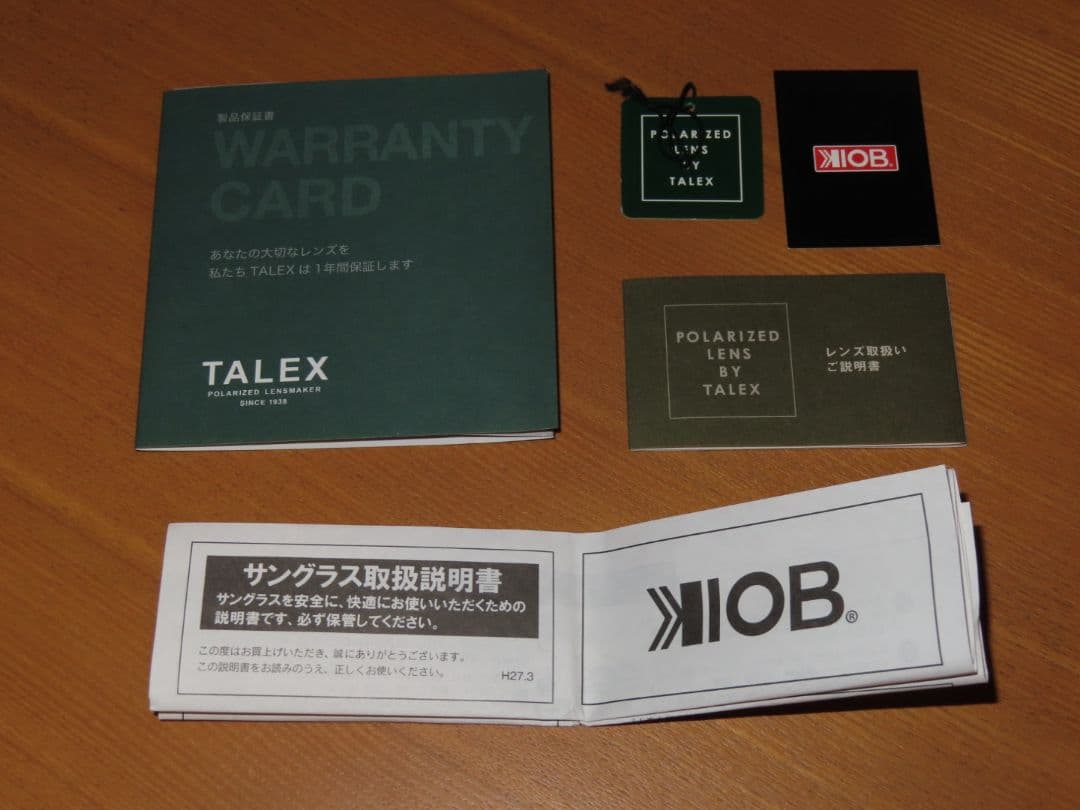 製品保証書
WARRANTY
CARD
あなたの大切なレンズを
私たち TALEX は1年間保証します
TALEX
POLARIZED LENSMAKER
SINCE 1938
POLARIZED
LENS
BY
TALEX
KIOB®
POLARIZED
LENS
BY
TALEX
レンズ取扱い
ご説明書
サングラス取扱説明書
サングラスを安全に、快適にお使いいただくための
説明書です、必ず保管してください。
この度はお買上げいただき、誠にありがとうございます。
この説明書をお読みのうえ、正しくお使いください。
H27.3
KIOB®